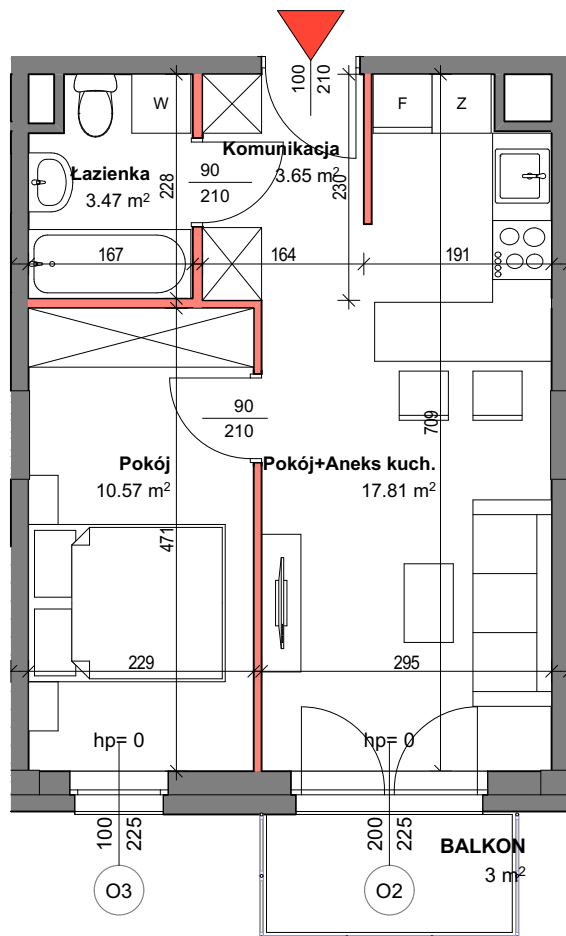 100
210
W
F
Z
Komunikacja
3.65 m²
Łazienka
3.47 m²
90
210
228
230
167
164
191
90
210
709
Pokój
10.57 m²
Pokój+Aneks kuch.
17.81 m²
471
229
295
hp= 0
hp= 0
100
225
200
225
BALKON
3 m²
O3
O2